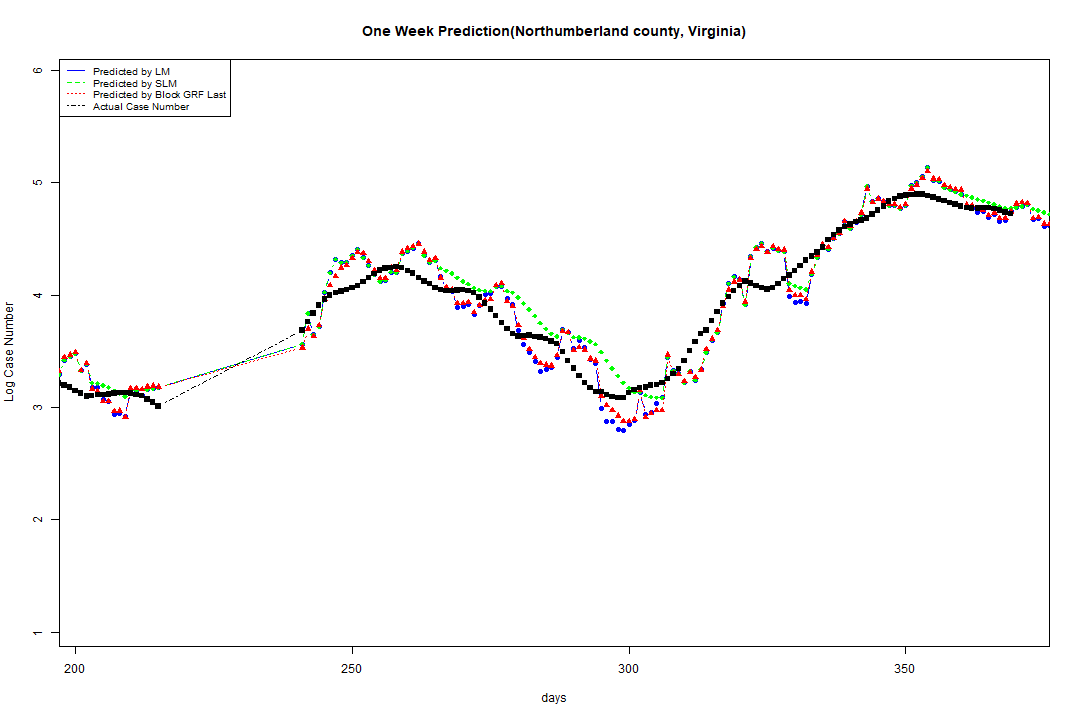 One Week Prediction(Northumberland county, Virginia)
Predicted by LM
Predicted by SLM
Predicted by Block GRF Last
Actual Case Number
Log Case Number
6
5
4
3
2
1
200 250 300 350
days